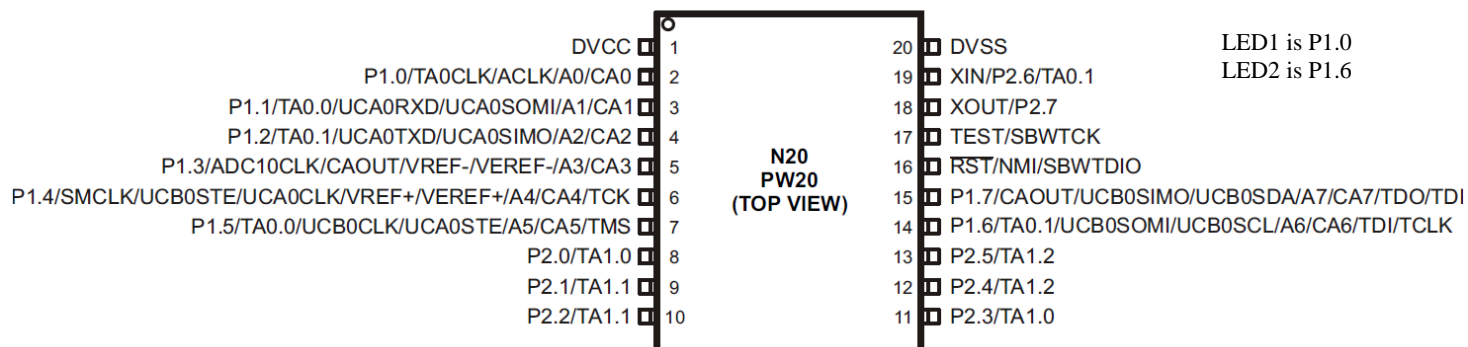 DVCC 1
P1.0/TA0CLK/ACLK/A0/CA0 2
P1.1/TA0.0/UCA0RXD/UCA0SOMI/A1/CA1 3
P1.2/TA0.1/UCA0TXD/UCA0SIMO/A2/CA2 4
P1.3/ADC10CLK/CAOUT/VREF-/VEREF-/A3/CA3 5
P1.4/SMCLK/UCB0STE/UCA0CLK/VREF+/VEREF+/A4/CA4/TCK 6
P1.5/TA0.0/UCB0CLK/UCA0STE/A5/CA5/TMS 7
P2.0/TA1.0 8
P2.1/TA1.1 9
P2.2/TA1.1 10
N20
PW20
(TOP VIEW)
20 DVSS
19 XIN/P2.6/TA0.1
18 XOUT/P2.7
17 TEST/SBWTCK
16 RST/NMI/SBWTDIO
15 P1.7/CAOUT/UCB0SIMO/UCB0SDA/A7/CA7/TDO/TDI
14 P1.6/TA0.1/UCB0SOMI/UCB0SCL/A6/CA6/TDI/TCLK
13 P2.5/TA1.2
12 P2.4/TA1.2
11 P2.3/TA1.0
LED1 is P1.0
LED2 is P1.6